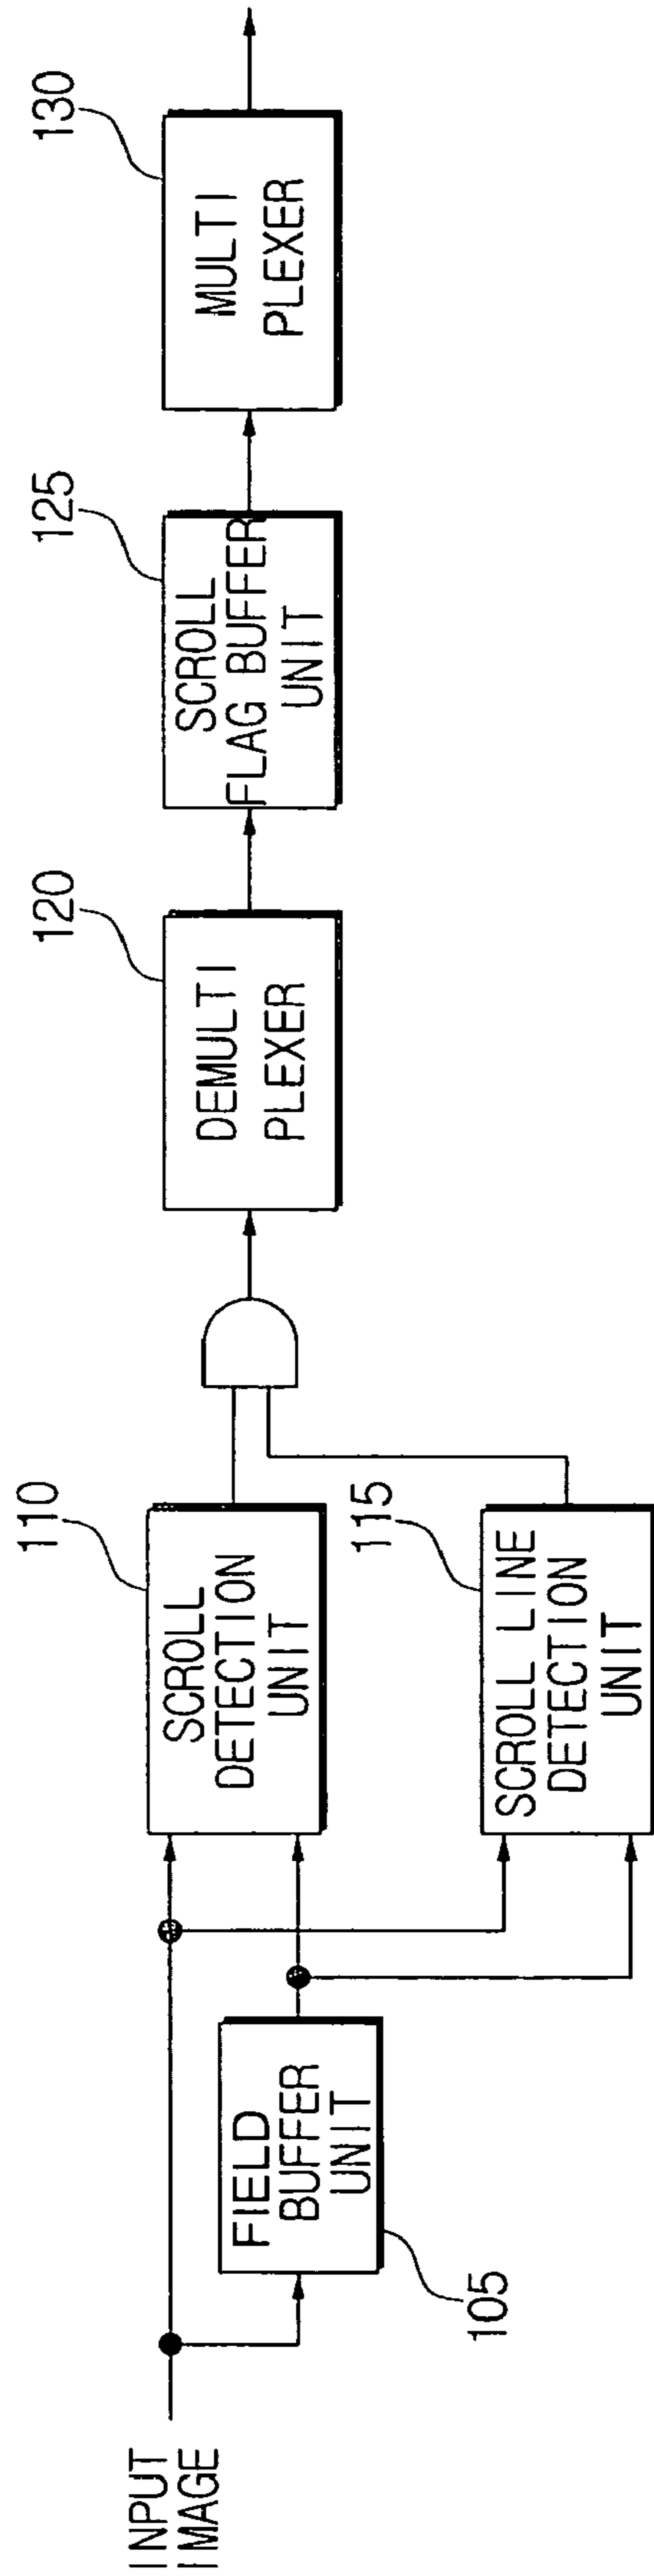 INPUT
IMAGE
FIELD
BUFFER
UNIT
105
110
SCROLL
DETECTION
UNIT
115
SCROLL LINE
DETECTION
UNIT
120
DEMULTI
PLEXER
125
SCROLL
FLAG BUFFER
UNIT
130
MULTI
PLEXER